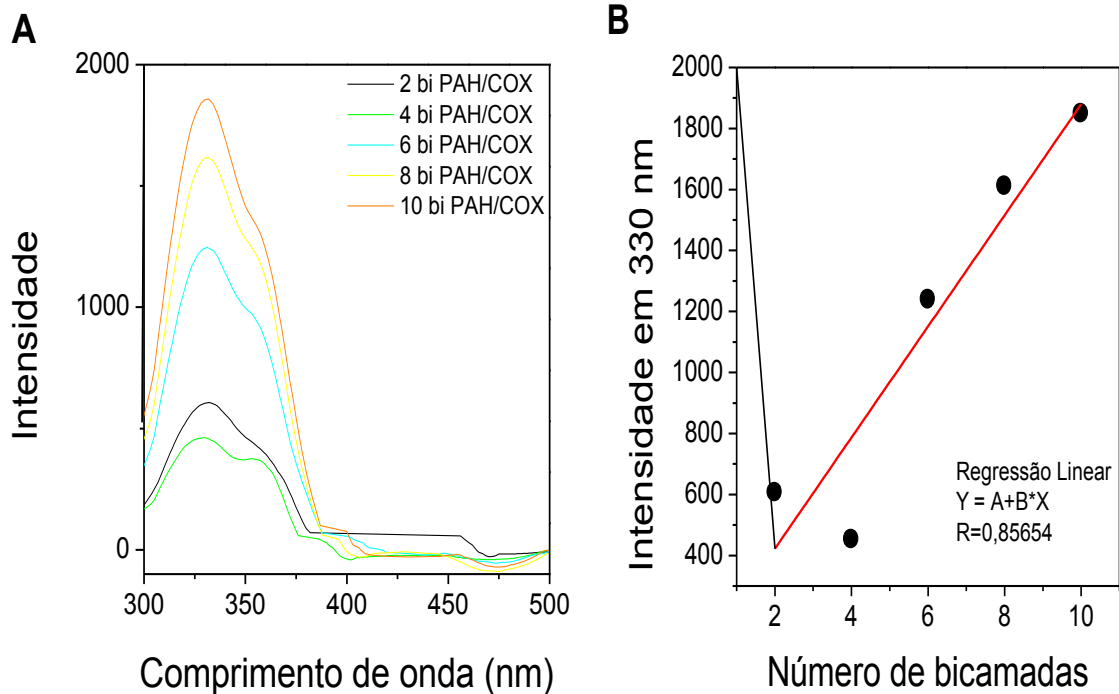 A
2000
1000
0
Intensidade
2 bi PAH/COX
4 bi PAH/COX
6 bi PAH/COX
8 bi PAH/COX
10 bi PAH/COX
300 350 400 450 500
Comprimento de onda (nm)
B
2000
1800
1600
1400
1200
1000
800
600
400
Intensidade em 330 nm
Regressão Linear
Y = A+B*X
R=0,85654
2 4 6 8 10
Número de bicamadas